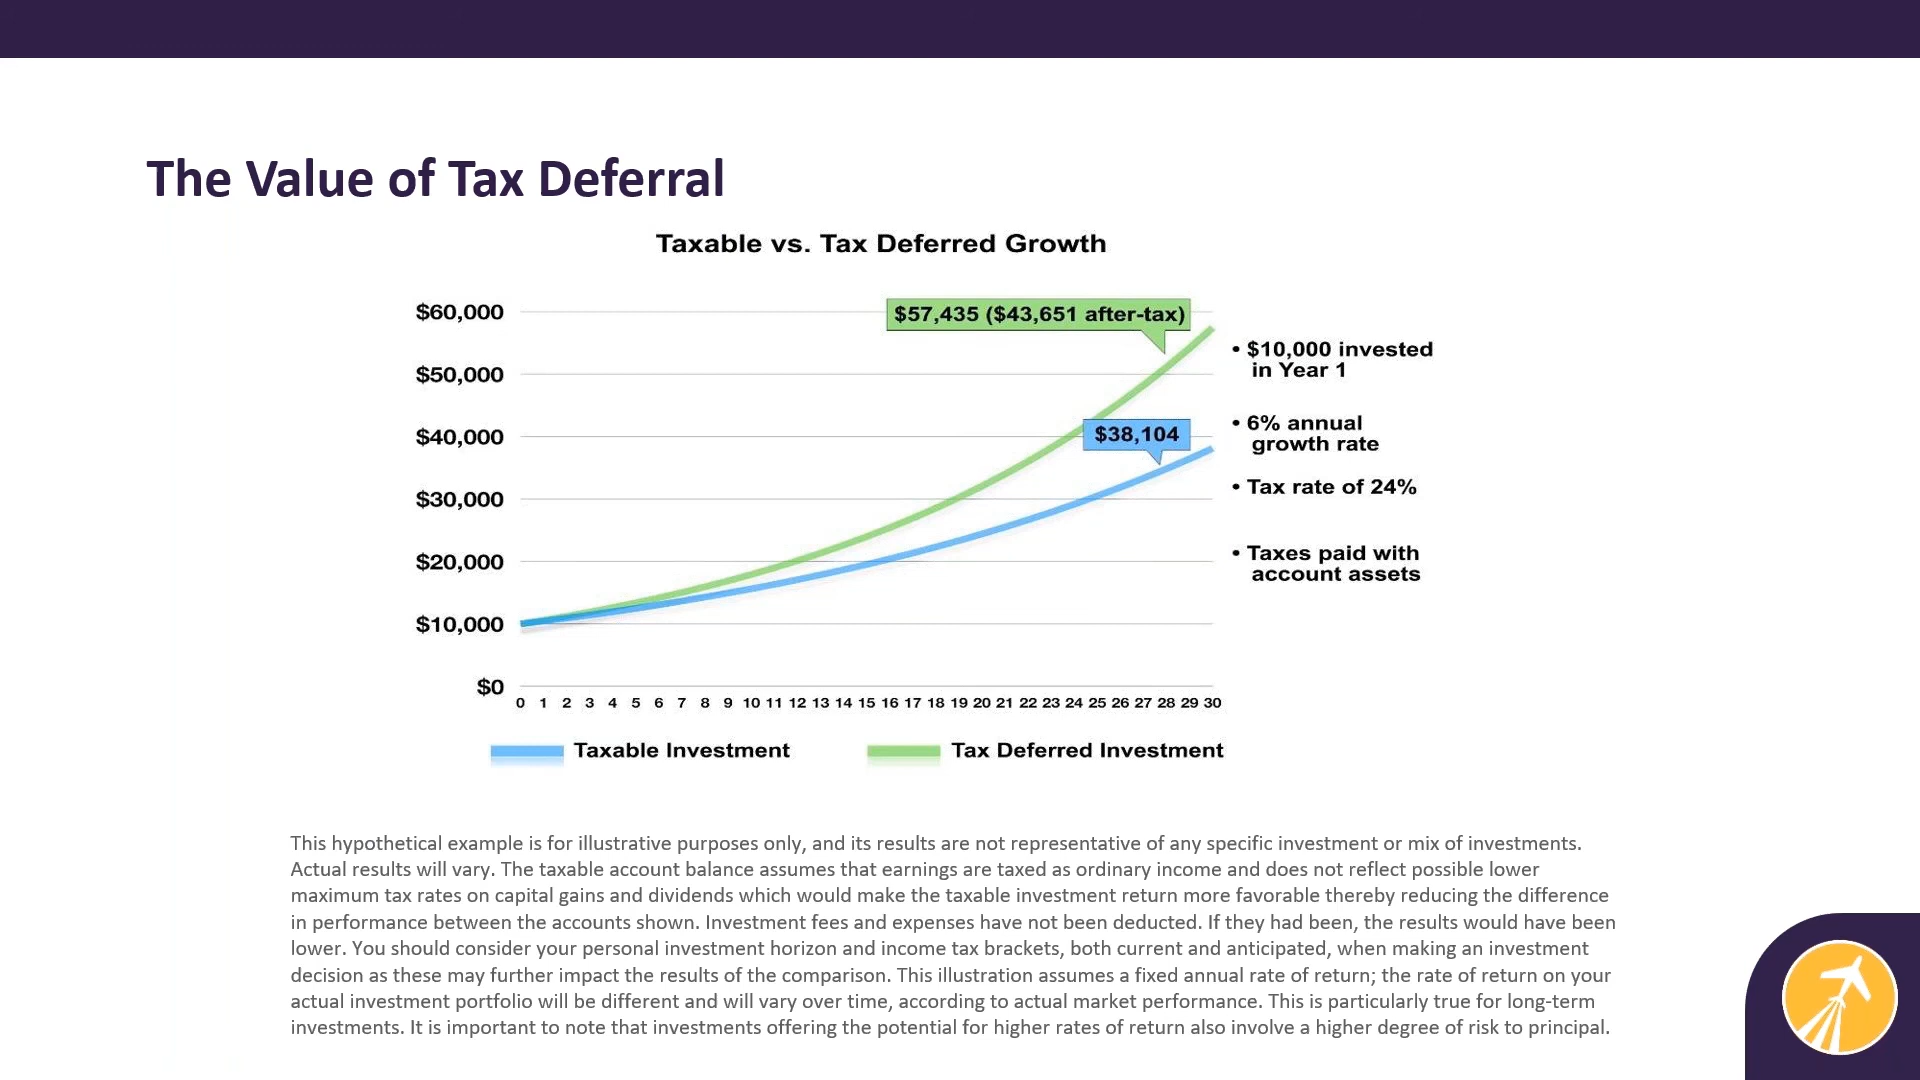 The Value of Tax Deferral
Taxable vs. Tax Deferred Growth
$60,000
$50,000
$40,000
$30,000
$20,000
$10,000
$0
$57,435 ($43,651 after-tax)
$38,104
0 1 2 3 4 5 6 7 8 9 10 11 12 13 14 15 16 17 18 19 20 21 22 23 24 25 26 27 28 29 30
Taxable Investment
Tax Deferred Investment
• $10,000 invested
in Year 1
• 6% annual
growth rate
• Tax rate of 24%
• Taxes paid with
account assets
This hypothetical example is for illustrative purposes only, and its results are not representative of any specific investment or mix of investments.
Actual results will vary. The taxable account balance assumes that earnings are taxed as ordinary income and does not reflect possible lower
maximum tax rates on capital gains and dividends which would make the taxable investment return more favorable thereby reducing the difference
in performance between the accounts shown. Investment fees and expenses have not been deducted. If they had been, the results would have been
lower. You should consider your personal investment horizon and income tax brackets, both current and anticipated, when making an investment
decision as these may further impact the results of the comparison. This illustration assumes a fixed annual rate of return; the rate of return on your
actual investment portfolio will be different and will vary over time, according to actual market performance. This is particularly true for long-term
investments. It is important to note that investments offering the potential for higher rates of return also involve a higher degree of risk to principal.